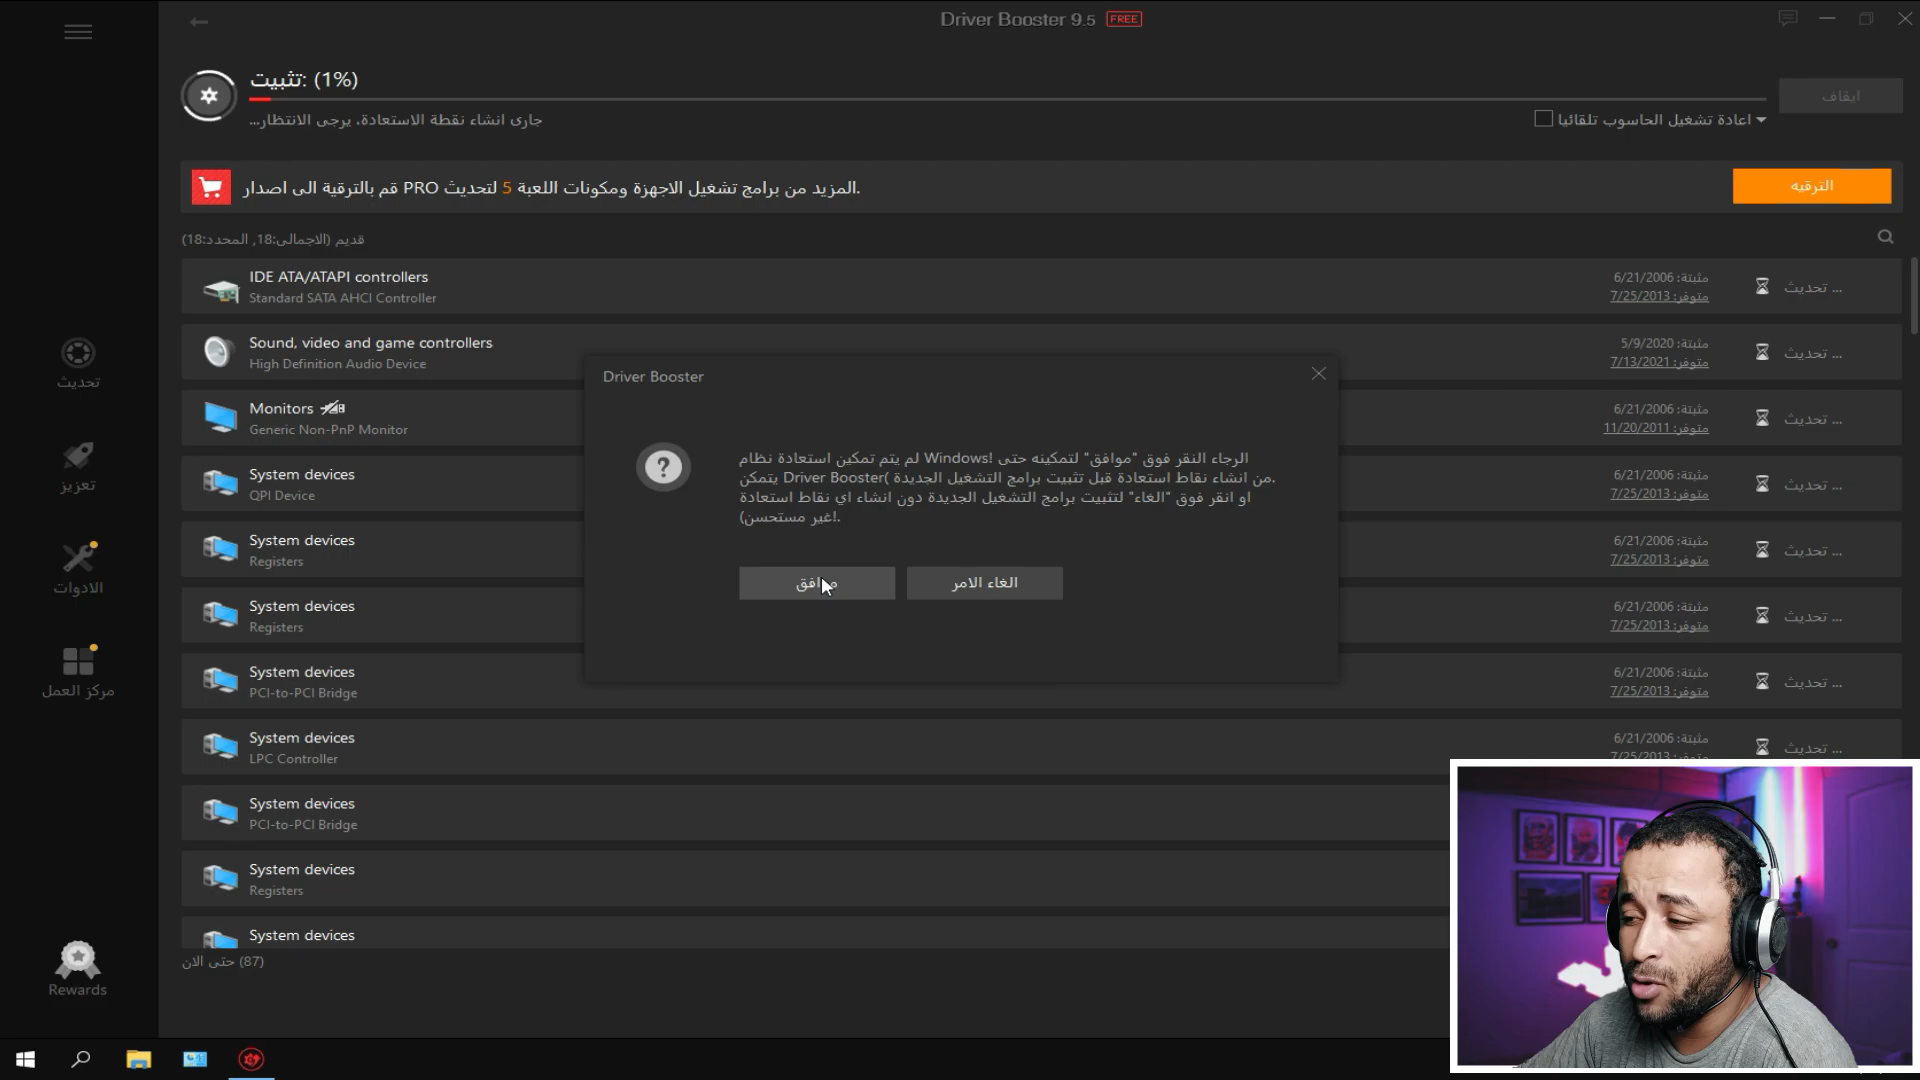 Driver Booster 9.5 FREE
تثبيت: (1%)
ايقاف
جارى انشاء نقطة الاستعادة، يرجى الانتظار...
اعادة تشغيل الحاسوب تلقائيا
المزيد من برامج تشغيل الاجهزة ومكونات اللعبة 5 لتحديث PRO قم بالترقية الى اصدار.
الترقيه
قديم (الاجمالى:18, المحدد:18)
IDE ATA/ATAPI controllers
Standard SATA AHCI Controller
مثبتة: 6/21/2006
متوفر: 7/25/2013
تحديث ...
Sound, video and game controllers
High Definition Audio Device
مثبتة: 5/9/2020
متوفر: 7/13/2021
تحديث ...
Monitors
Generic Non-PnP Monitor
مثبتة: 6/21/2006
متوفر: 11/20/2011
تحديث ...
System devices
QPI Device
مثبتة: 6/21/2006
متوفر: 7/25/2013
تحديث ...
System devices
Registers
مثبتة: 6/21/2006
متوفر: 7/25/2013
تحديث ...
System devices
Registers
مثبتة: 6/21/2006
متوفر: 7/25/2013
تحديث ...
System devices
PCI-to-PCI Bridge
مثبتة: 6/21/2006
متوفر: 7/25/2013
تحديث ...
System devices
LPC Controller
مثبتة: 6/21/2006
متوفر: 7/25/2013
تحديث ...
System devices
PCI-to-PCI Bridge
System devices
Registers
System devices
حتى الان (87)
Driver Booster
الرجاء النقر فوق "موافق" لتمكينه حتى Windows! لم يتم تمكين استعادة نظام
من انشاء نقاط استعادة قبل تثبيت برامج التشغيل الجديدة )Driver Booster يتمكن.
او انقر فوق "الغاء" لتثبيت برامج التشغيل الجديدة دون انشاء اي نقاط استعادة
(غير مستحسن!.
موافق
الغاء الامر
تحديث
تعزيز
الادوات
مركز العمل
Rewards